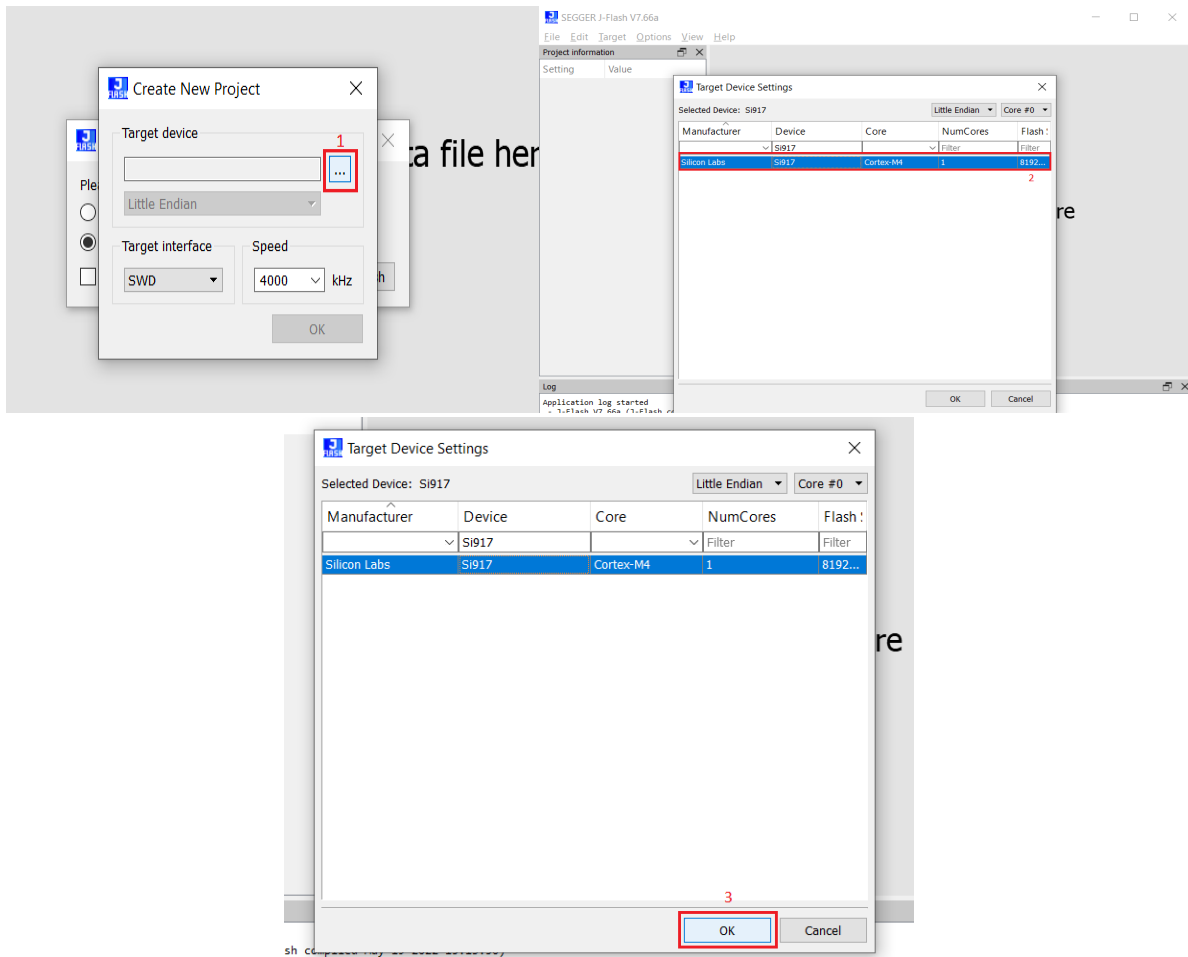 Create New Project
Target device
1
...
Little Endian
Target interface
Speed
SWD
4000
kHz
OK
ta file her
SEGGER J-Flash V7.66a
File Edit Target Options View Help
Project information
Setting Value
Target Device Settings
Selected Device: Si917
Little Endian
Core #0
Manufacturer Device Core NumCores Flash
Si917 Filter Filter
Silicon Labs Si917 Cortex-M4 1 8192...
2
re
OK Cancel
Log
Application log started
Target Device Settings
Selected Device: Si917
Little Endian
Core #0
Manufacturer Device Core NumCores Flash
Si917 Filter Filter
Silicon Labs Si917 Cortex-M4 1 8192...
re
3
OK Cancel